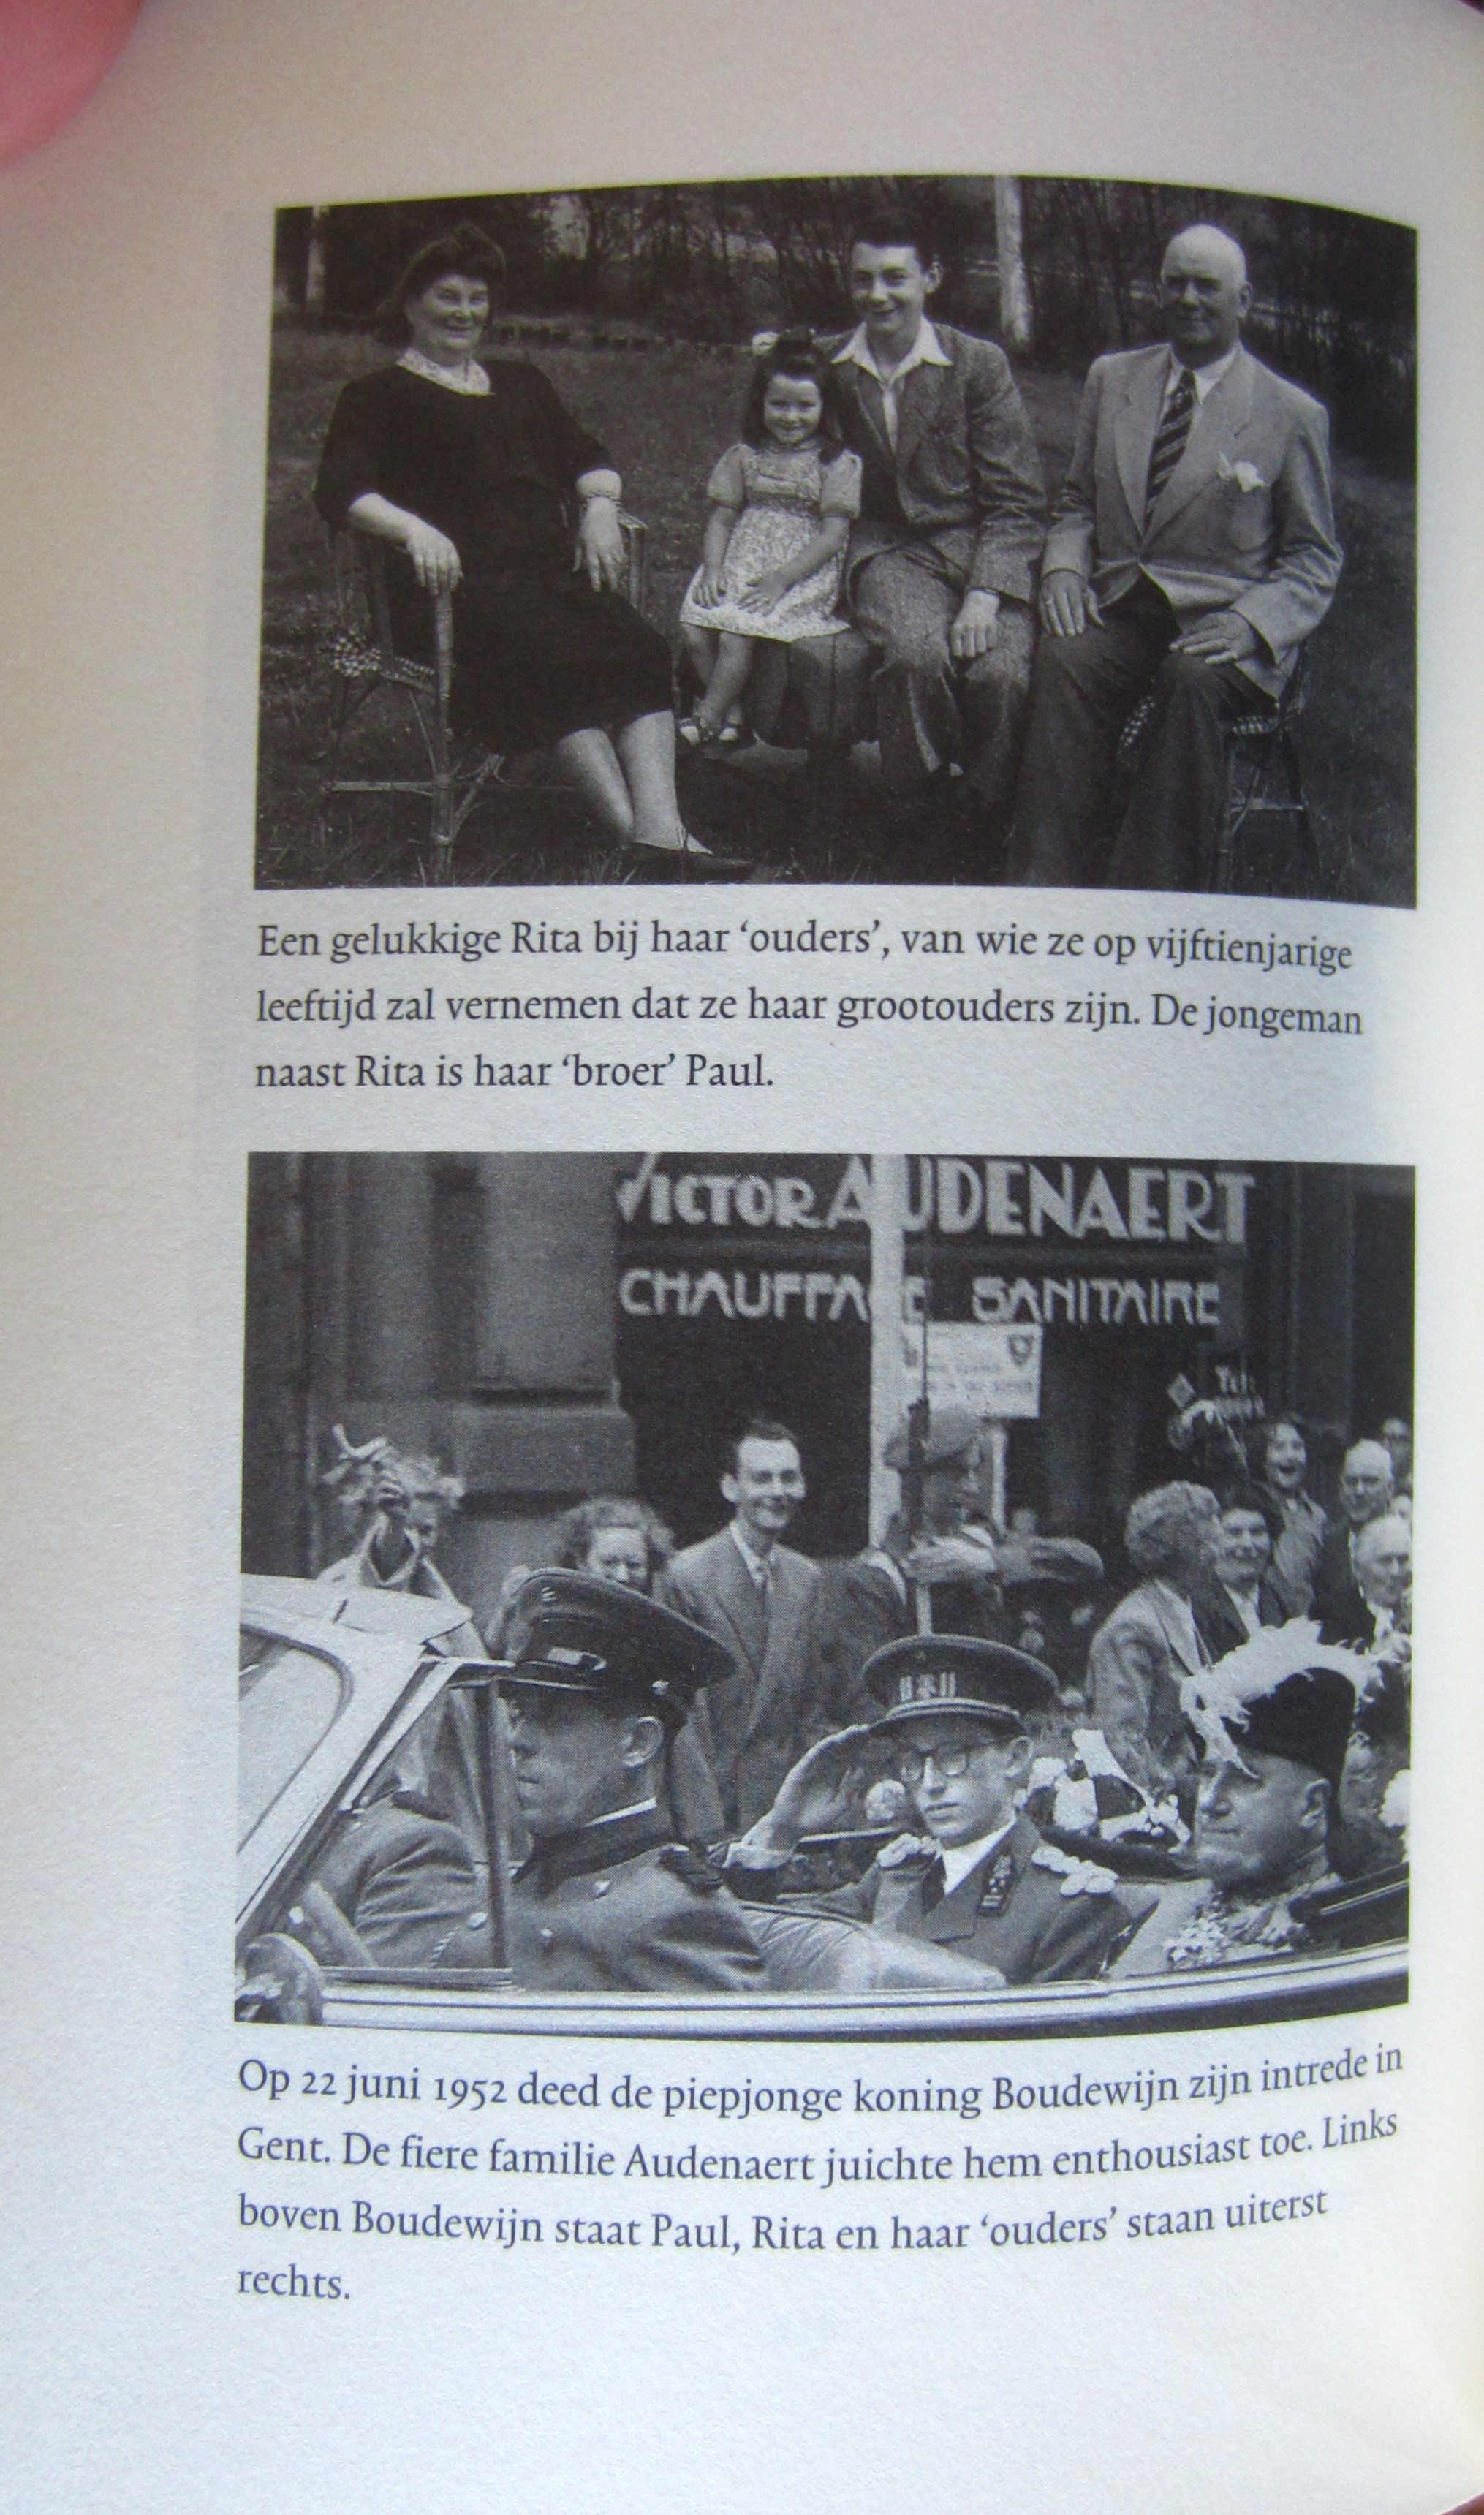 Een gelukkige Rita bij haar ‘ouders’, van wie ze op vijftienjarige
leeftijd zal vernemen dat ze haar grootouders zijn. De jongeman
naast Rita is haar ‘broer’ Paul.
VICTOR AUDENAERT
CHAUFFAGE SANITAIRE
Op 22 juni 1952 deed de piepjonge koning Boudewijn zijn intrede in
Gent. De fiere familie Audenaert juichte hem enthousiast toe. Links
boven Boudewijn staat Paul, Rita en haar ‘ouders’ staan uiterst
rechts.